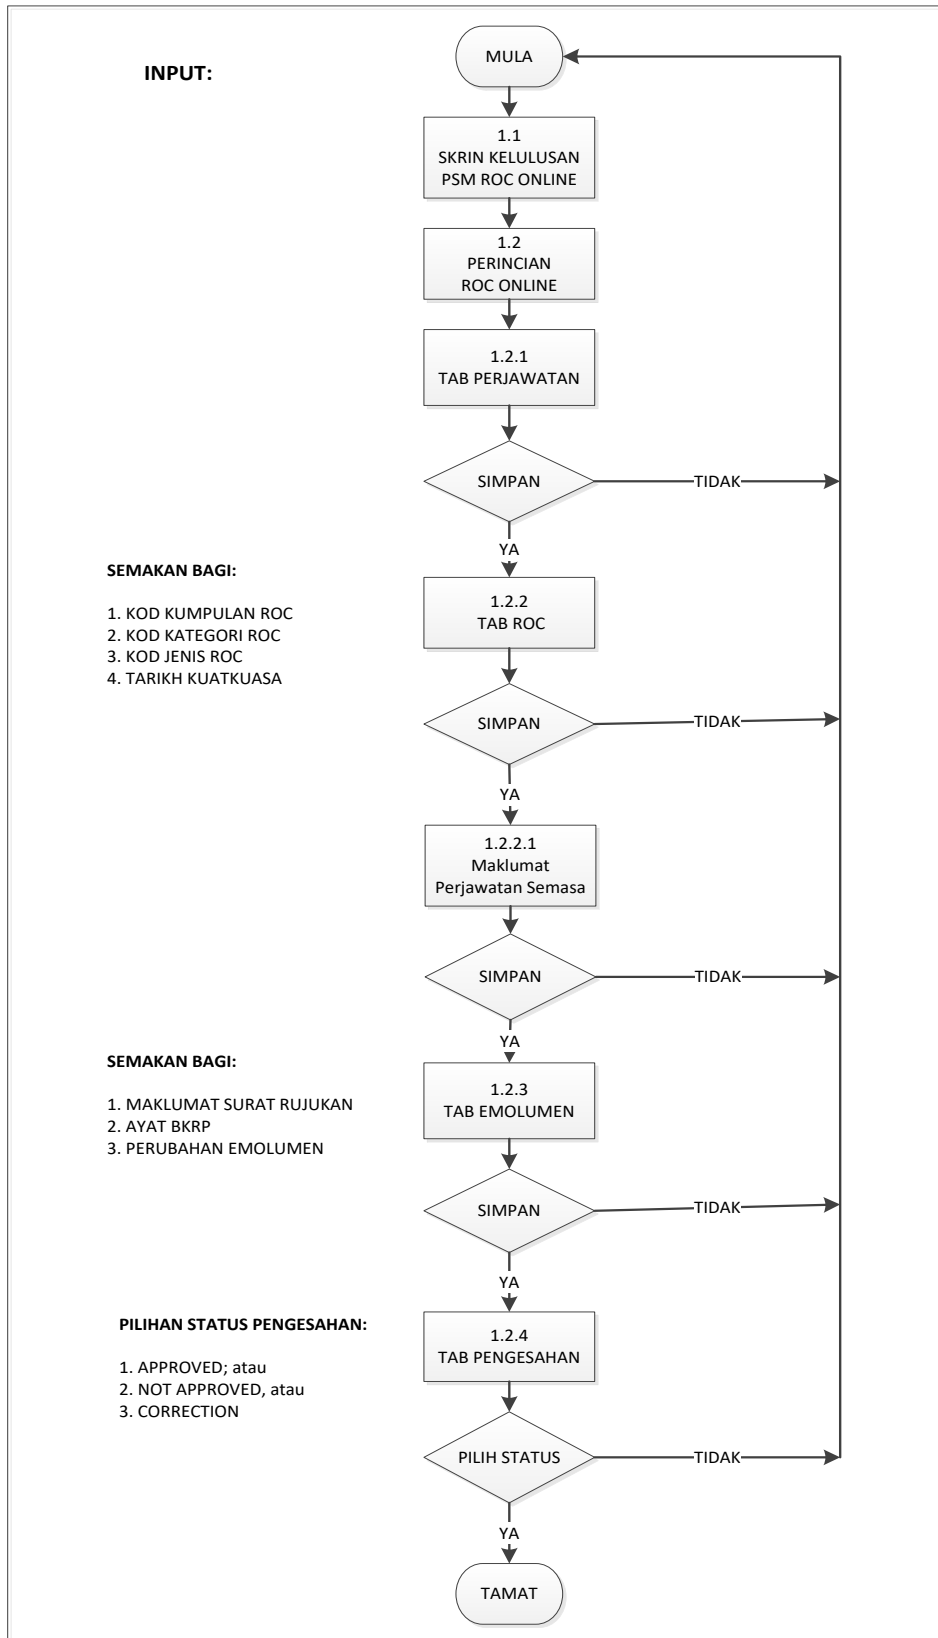 INPUT:
MULA
1.1
SKRIN KELULUSAN
PSM ROC ONLINE
1.2
PERINCIAN
ROC ONLINE
1.2.1
TAB PERJAWATAN
SIMPAN
TIDAK
YA
SEMAKAN BAGI:
1. KOD KUMPULAN ROC
2. KOD KATEGORI ROC
3. KOD JENIS ROC
4. TARIKH KUATKUASA
1.2.2
TAB ROC
SIMPAN
TIDAK
YA
1.2.2.1
Maklumat
Perjawatan Semasa
SIMPAN
TIDAK
YA
SEMAKAN BAGI:
1. MAKLUMAT SURAT RUJUKAN
2. AYAT BKRP
3. PERUBAHAN EMOLUMEN
1.2.3
TAB EMOLUMEN
SIMPAN
TIDAK
YA
PILIHAN STATUS PENGESAHAN:
1. APPROVED; atau
2. NOT APPROVED, atau
3. CORRECTION
1.2.4
TAB PENGESAHAN
PILIH STATUS
TIDAK
YA
TAMAT